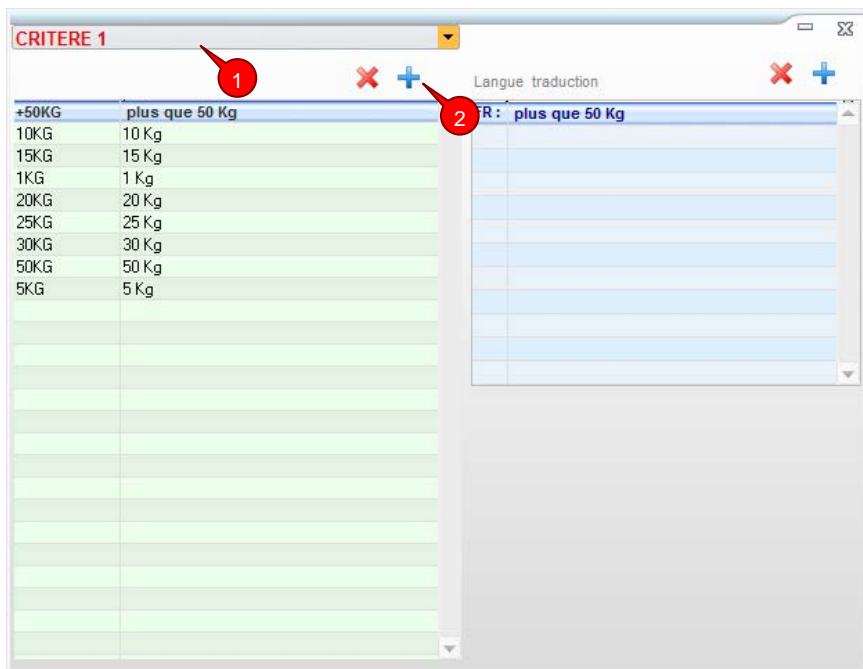 CRITERE 1
1
2
Langue traduction
+50KG plus que 50 Kg
10KG 10 Kg
15KG 15 Kg
1KG 1 Kg
20KG 20 Kg
25KG 25 Kg
30KG 30 Kg
50KG 50 Kg
5KG 5 Kg
FR : plus que 50 Kg